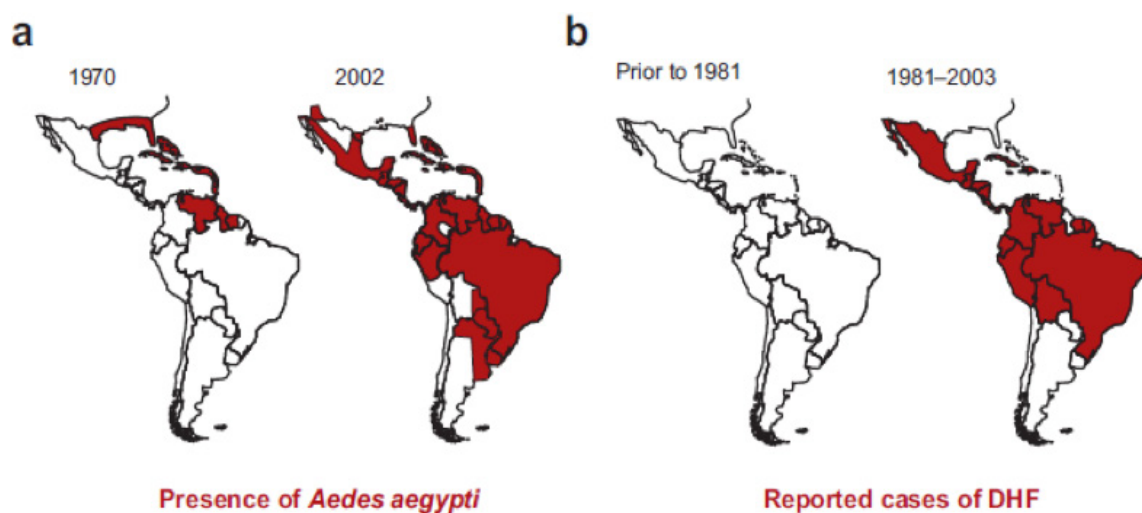 a
b
1970
2002
Prior to 1981
1981–2003
Presence of Aedes aegypti
Reported cases of DHF